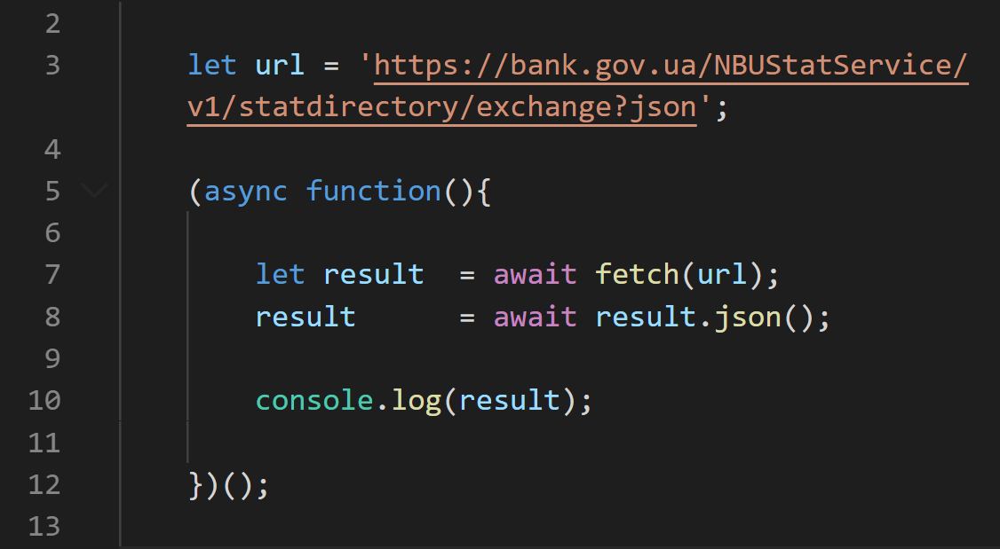 2
3 let url = 'https://bank.gov.ua/NBUStatService/
v1/statdirectory/exchange?json';
4
5 (async function(){
6
7 let result  = await fetch(url);
8 result      = await result.json();
9
10 console.log(result);
11
12 })();
13